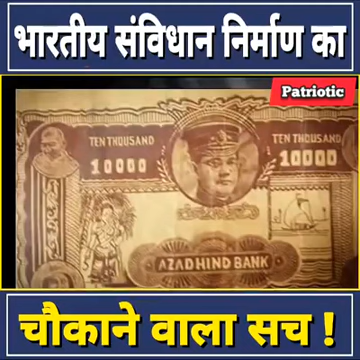 भारतीय संविधान निर्माण का
Patriotic
TEN THOUSAND
TEN THOUSAND
10000
10000
AZAD HIND BANK
चौकाने वाला सच !